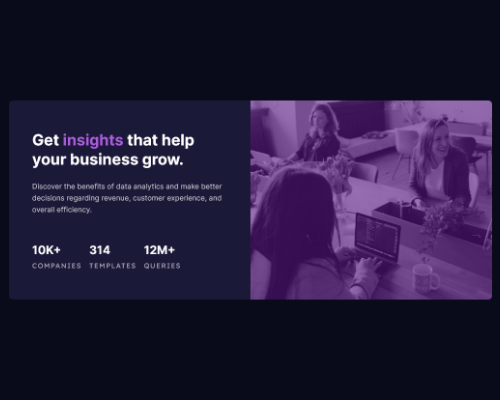 Get insights that help
your business grow.
Discover the benefits of data analytics and make better
decisions regarding revenue, customer experience, and
overall efficiency.
10K+ 314 12M+
COMPANIES TEMPLATES QUERIES